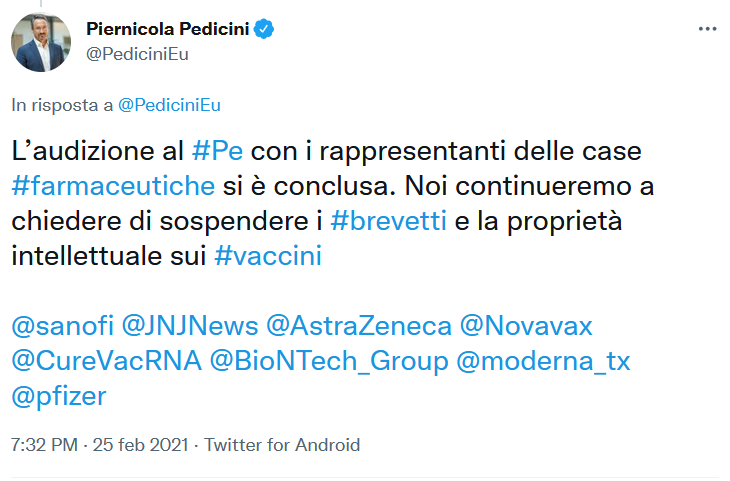 Piernicola Pedicini
@PediciniEu
In risposta a @PediciniEu
L’audizione al #Pe con i rappresentanti delle case
#farmaceutiche si è conclusa. Noi continueremo a
chiedere di sospendere i #brevetti e la proprietà
intellettuale sui #vaccini
@sanofi @JNJNews @AstraZeneca @Novavax
@CureVacRNA @BioNTech_Group @moderna_tx
@pfizer
7:32 PM · 25 feb 2021 · Twitter for Android